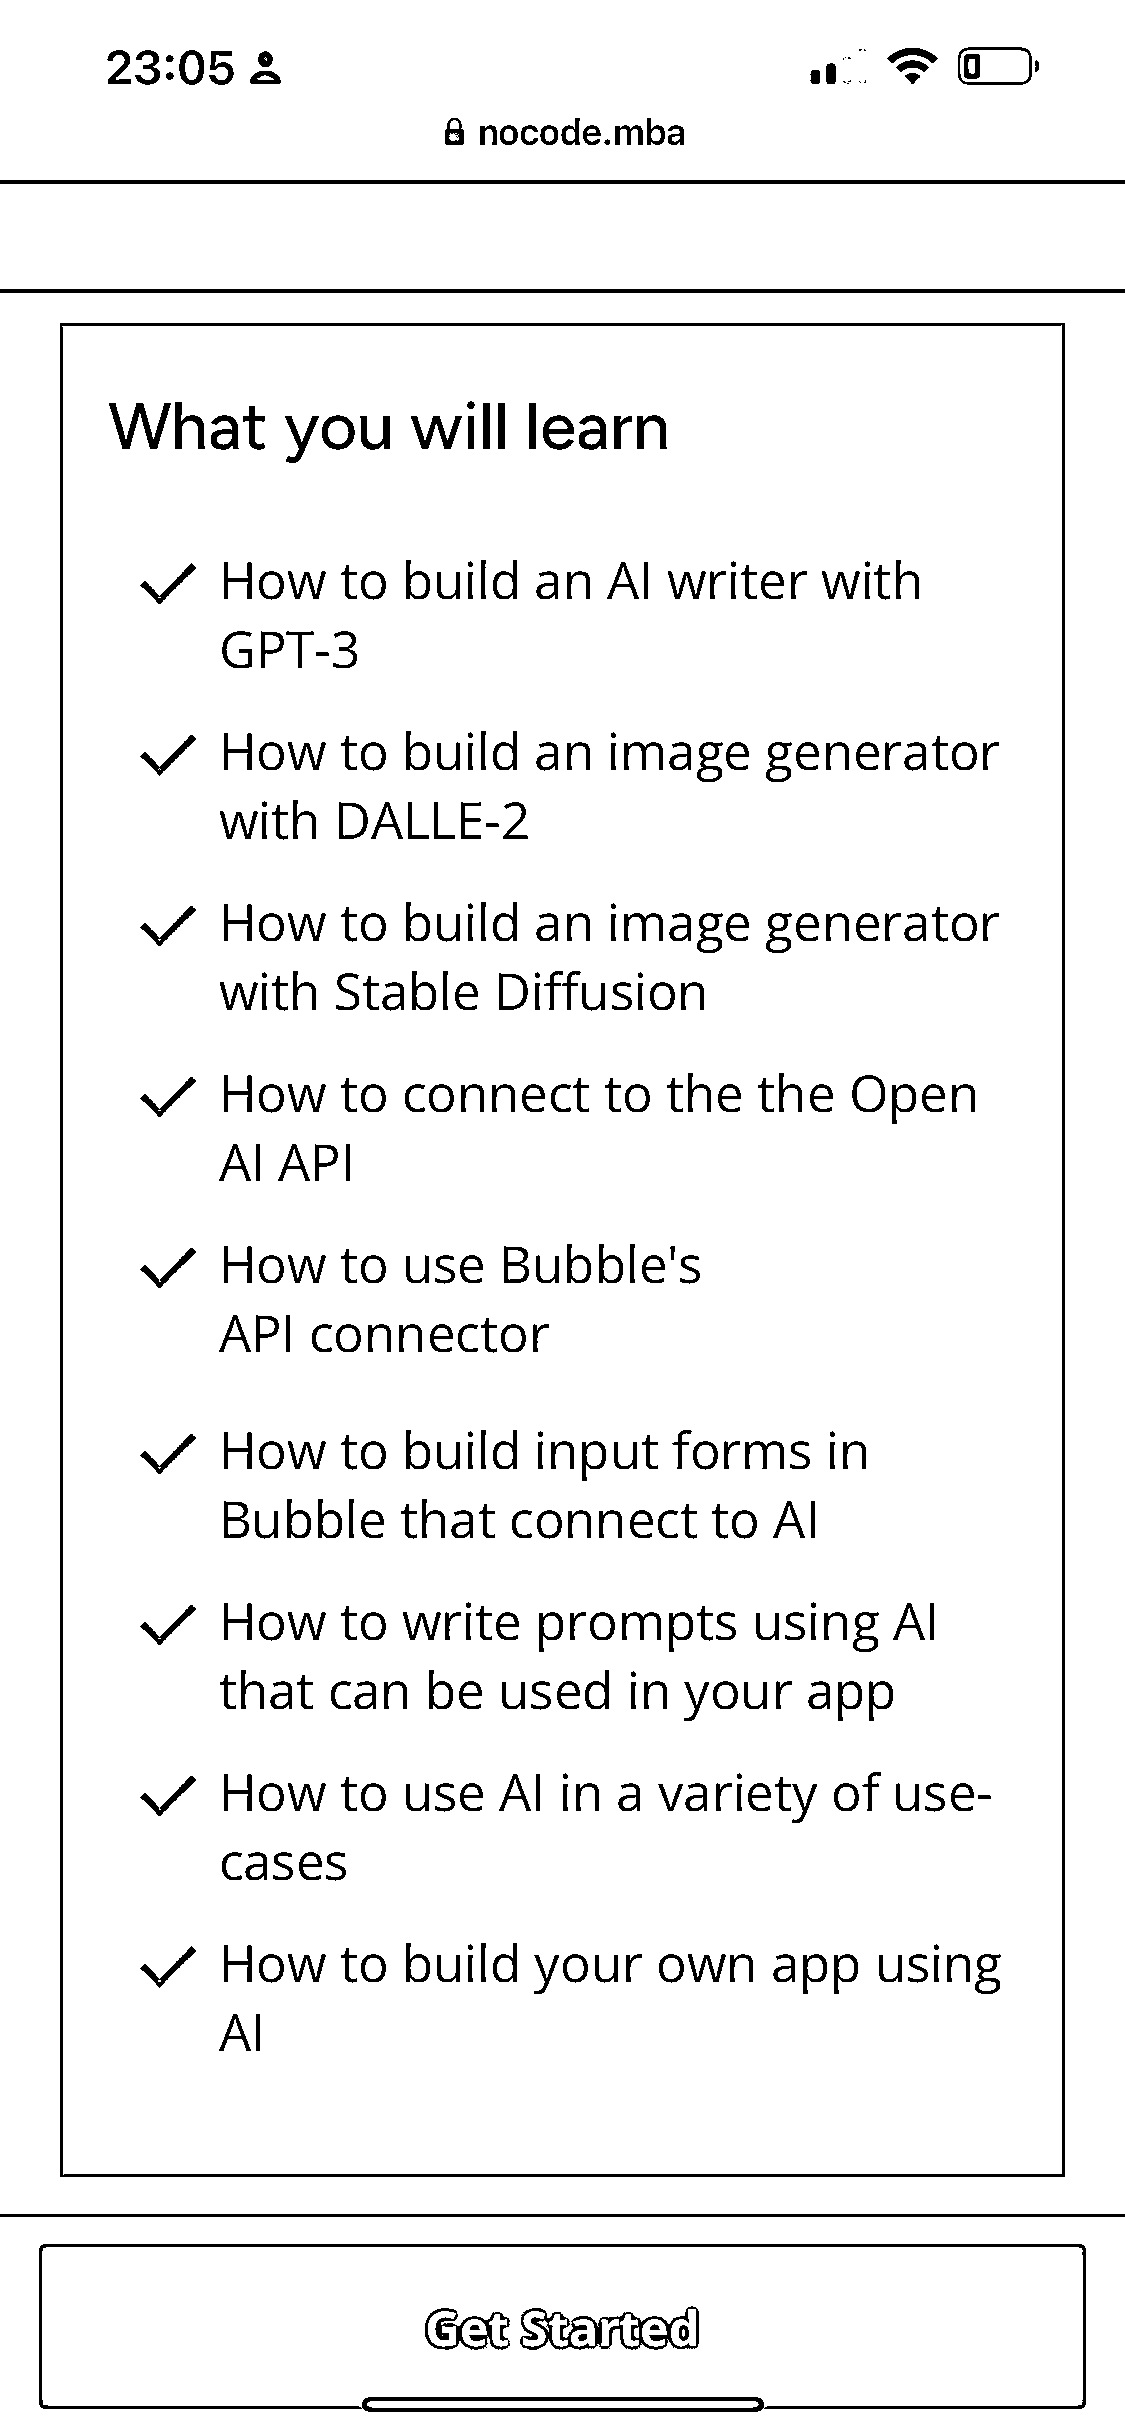 23:05
nocode.mba
What you will learn
How to build an AI writer with
GPT-3
How to build an image generator
with DALLE-2
How to build an image generator
with Stable Diffusion
How to connect to the the Open
AI API
How to use Bubble's
API connector
How to build input forms in
Bubble that connect to AI
How to write prompts using AI
that can be used in your app
How to use AI in a variety of use-
cases
How to build your own app using
AI
Get Started